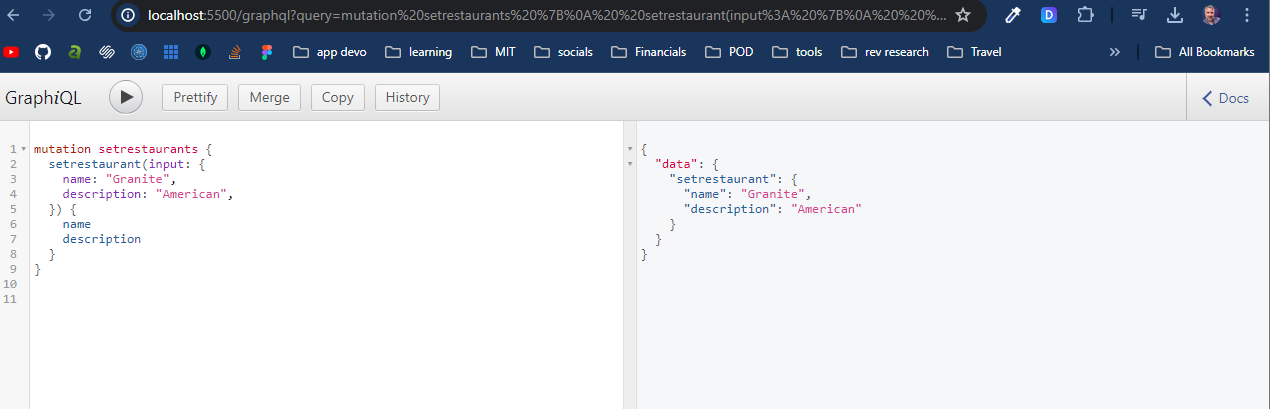 localhost:5500/graphql?query=mutation%20setrestaurants%20%7B%0A%20%20setrestaurant(input%3A%20%7B%0A%20%20%20%...
app devo learning MIT socials Financials POD tools rev research Travel » All Bookmarks
GraphiQL Prettify Merge Copy History Docs
1 mutation setrestaurants {
2 setrestaurant(input: {
3 name: "Granite",
4 description: "American",
5 }) {
6 name
7 description
8 }
9 }
10
11
{
"data": {
"setrestaurant": {
"name": "Granite",
"description": "American"
}
}
}